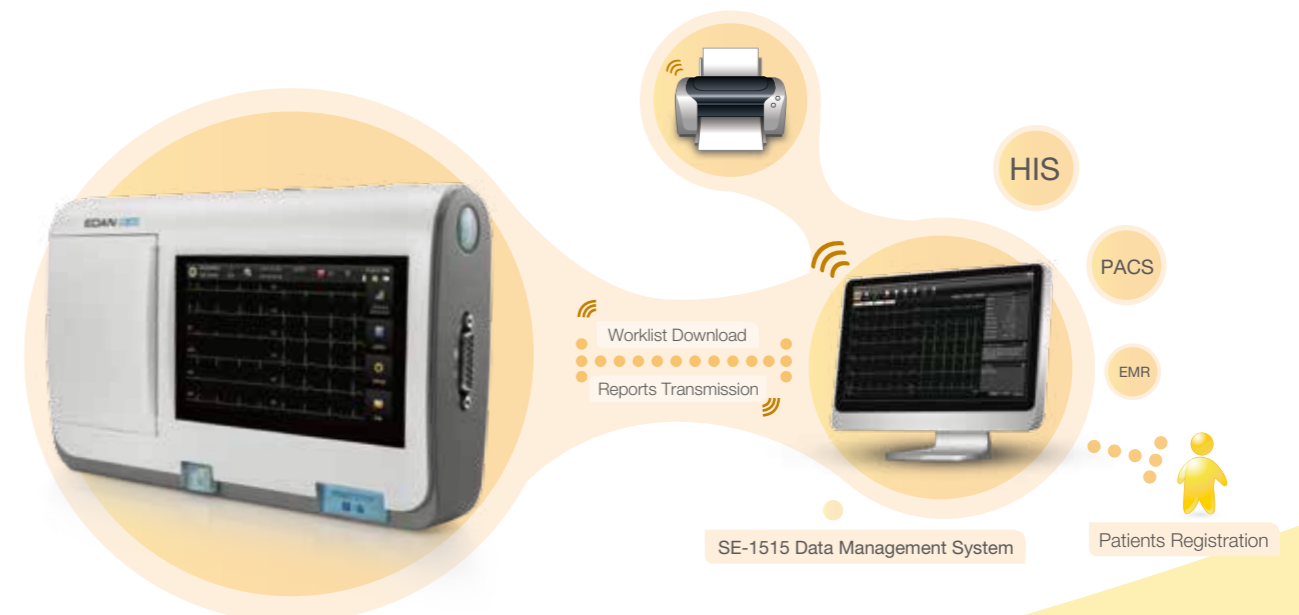 HIS
PACS
EDAN
Worklist Download
EMR
Reports Transmission
SE-1515 Data Management System
Patients Registration